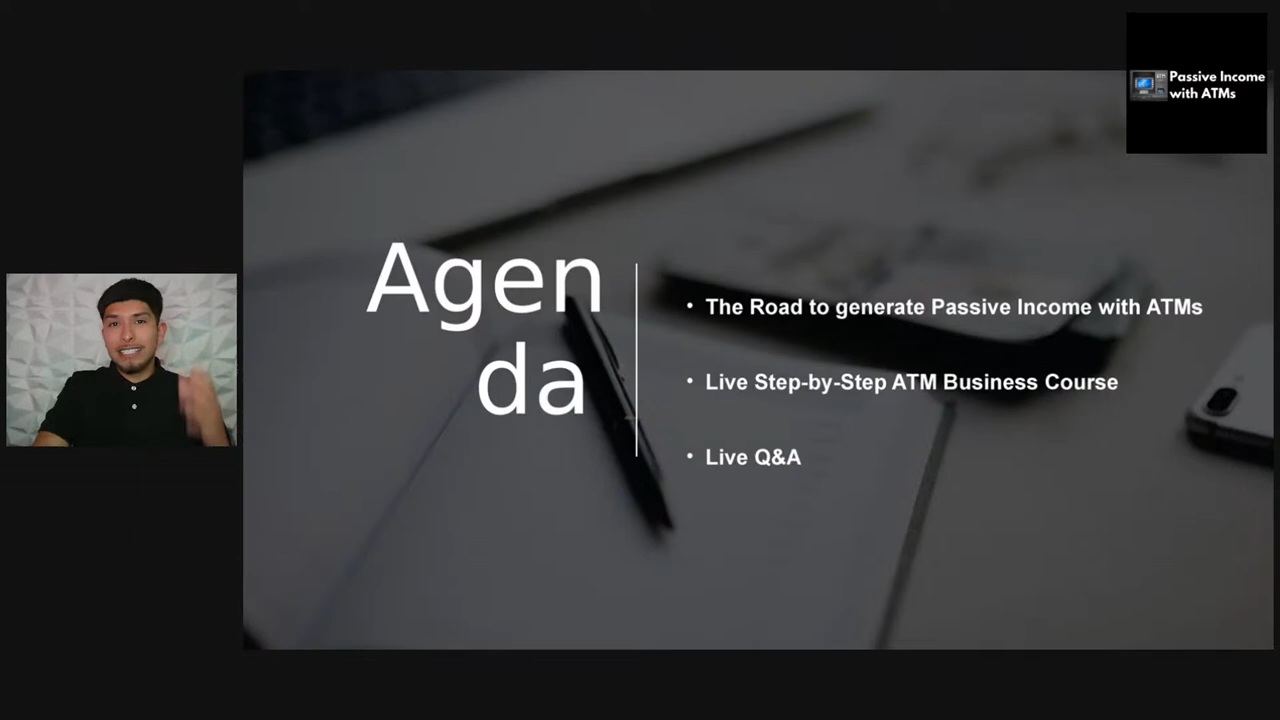 Passive Income
with ATMs
Agen
da
• The Road to generate Passive Income with ATMs
• Live Step-by-Step ATM Business Course
• Live Q&A